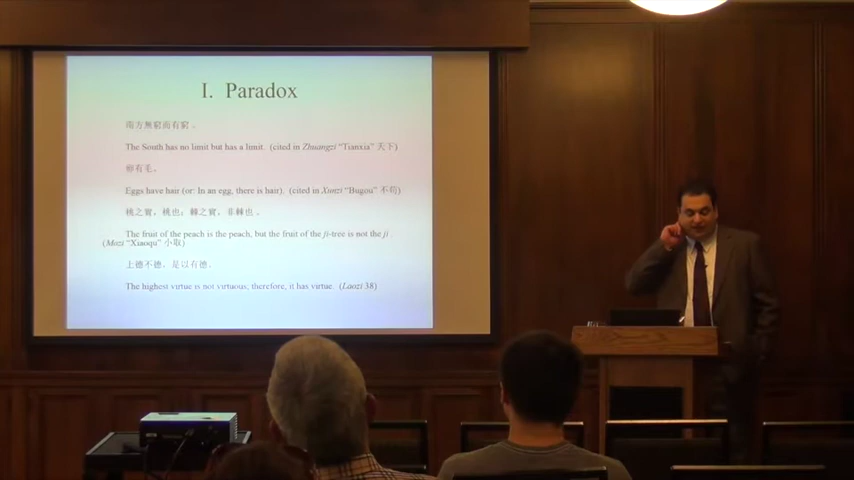 I. Paradox
南方無窮而有窮。
The South has no limit but has a limit. (cited in Zhuangzi "Tianxia" 天下)
卵有毛。
Eggs have hair (or: In an egg, there is hair). (cited in Xunzi "Bugou" 不苟)
桃之實，桃也；棘之實，非棘也。
The fruit of the peach is the peach, but the fruit of the ji-tree is not the ji
(Mozi "Xiaoqu" 小取)
上德不德，是以有德。
The highest virtue is not virtuous; therefore, it has virtue. (Laozi 38)